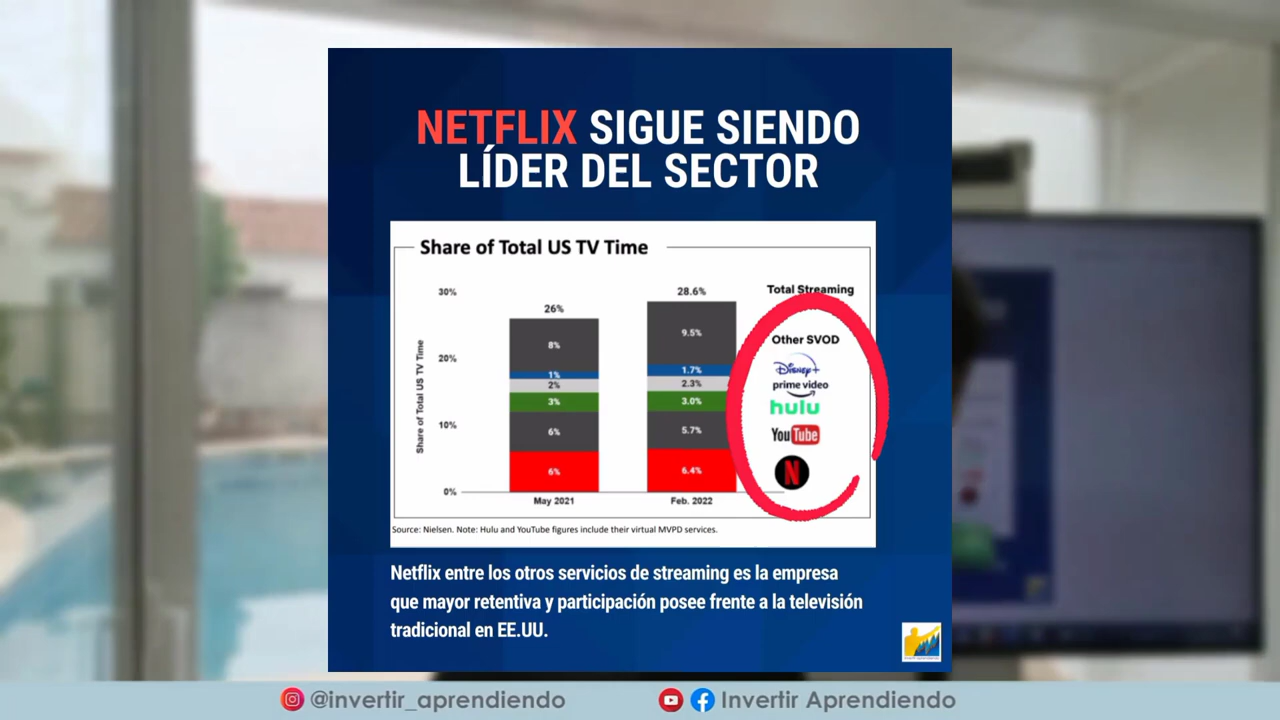 NETFLIX SIGUE SIENDO
LÍDER DEL SECTOR
Share of Total US TV Time
Share of Total US TV Time
30%
20%
10%
0%
26%
8%
1%
2%
3%
6%
6%
May 2021
28.6%
9.5%
1.7%
2.3%
3.0%
5.7%
6.4%
Feb. 2022
Total Streaming
Other SVOD
Disney+
prime video
hulu
YouTube
N
Source: Nielsen. Note: Hulu and YouTube figures include their virtual MVPD services.
Netflix entre los otros servicios de streaming es la empresa
que mayor retentiva y participación posee frente a la televisión
tradicional en EE.UU.
@invertir_aprendiendo
Invertir Aprendiendo